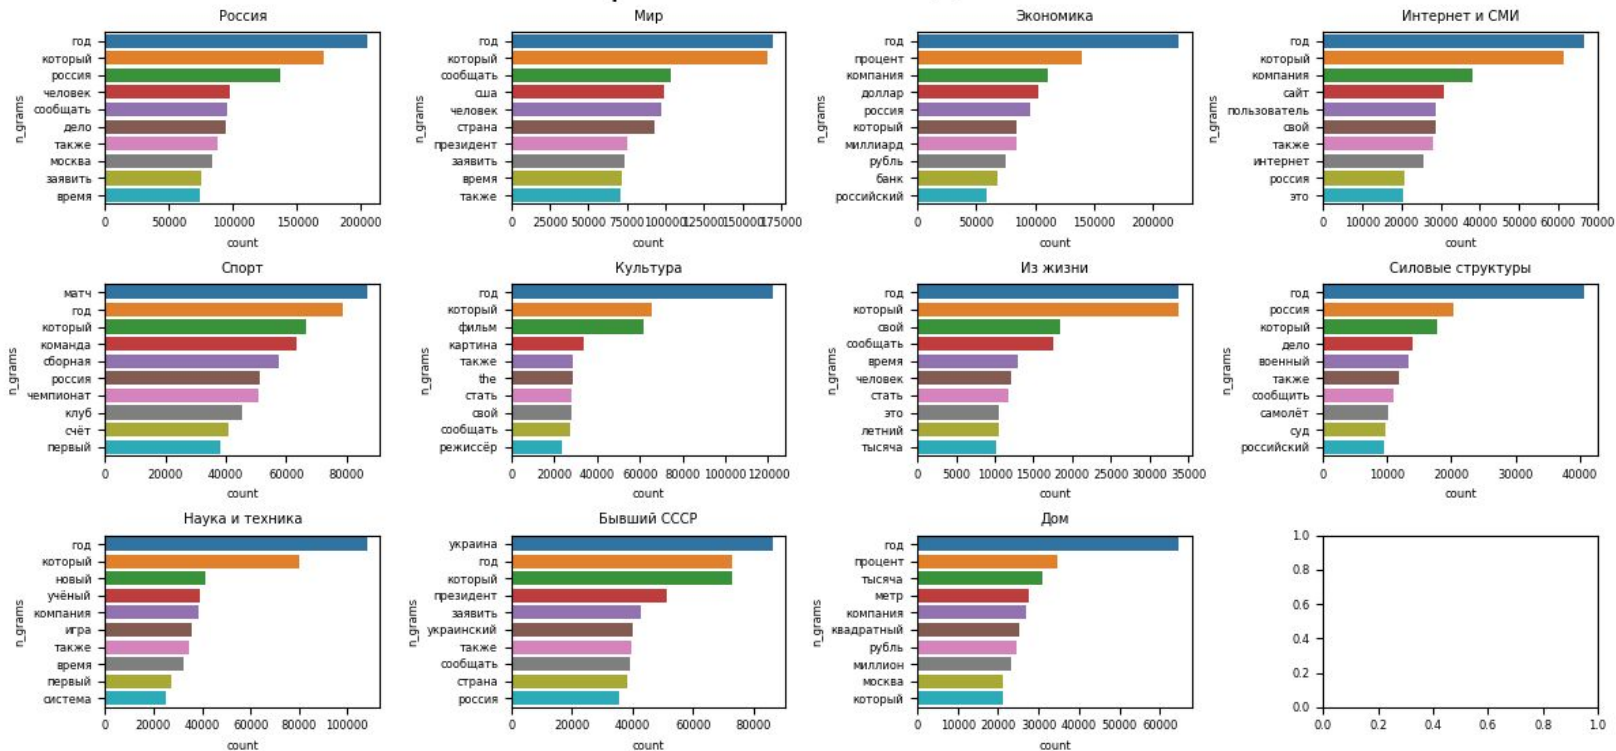 Россия
n_grams
год
который
россия
человек
сообщать
дело
также
москва
заявить
время
0 50000 100000 150000 200000
count
Мир
n_grams
год
который
сообщать
сша
человек
страна
президент
заявить
время
также
0 25000 50000 75000 100000 125000 150000 175000
count
Экономика
n_grams
год
процент
компания
доллар
россия
который
миллиард
рубль
банк
российский
0 50000 100000 150000 200000
count
Интернет и СМИ
n_grams
год
который
компания
сайт
пользователь
свой
также
интернет
россия
это
0 10000 20000 30000 40000 50000 60000 70000
count
Спорт
n_grams
матч
год
который
команда
сборная
россия
чемпионат
клуб
счёт
первый
0 20000 40000 60000 80000
count
Культура
n_grams
год
который
фильм
картина
также
the
стать
свой
сообщать
режиссёр
0 20000 40000 60000 80000 100000 120000
count
Из жизни
n_grams
год
который
свой
сообщать
время
человек
стать
это
летний
тысяча
0 5000 10000 15000 20000 25000 30000 35000
count
Силовые структуры
n_grams
год
россия
который
дело
военный
также
сообщить
самолёт
суд
российский
0 10000 20000 30000 40000
count
Наука и техника
n_grams
год
который
новый
учёный
компания
игра
также
время
первый
система
0 20000 40000 60000 80000 100000
count
Бывший СССР
n_grams
украина
год
который
президент
заявить
украинский
также
сообщать
страна
россия
0 20000 40000 60000 80000
count
Дом
n_grams
год
процент
тысяча
метр
компания
квадратный
рубль
миллион
москва
который
0 10000 20000 30000 40000 50000 60000
count
1.0
0.8
0.6
0.4
0.2
0.0
0.0 0.2 0.4 0.6 0.8 1.0